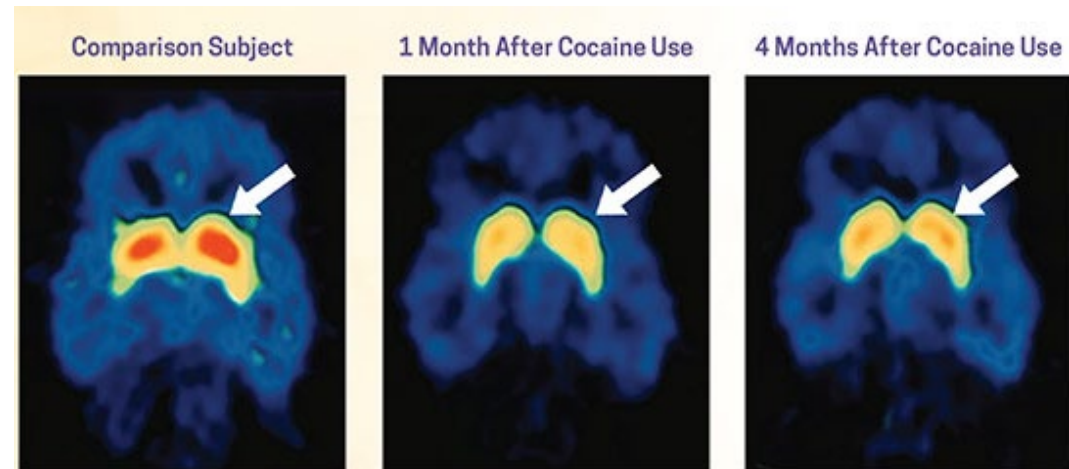 Comparison Subject
1 Month After Cocaine Use
4 Months After Cocaine Use